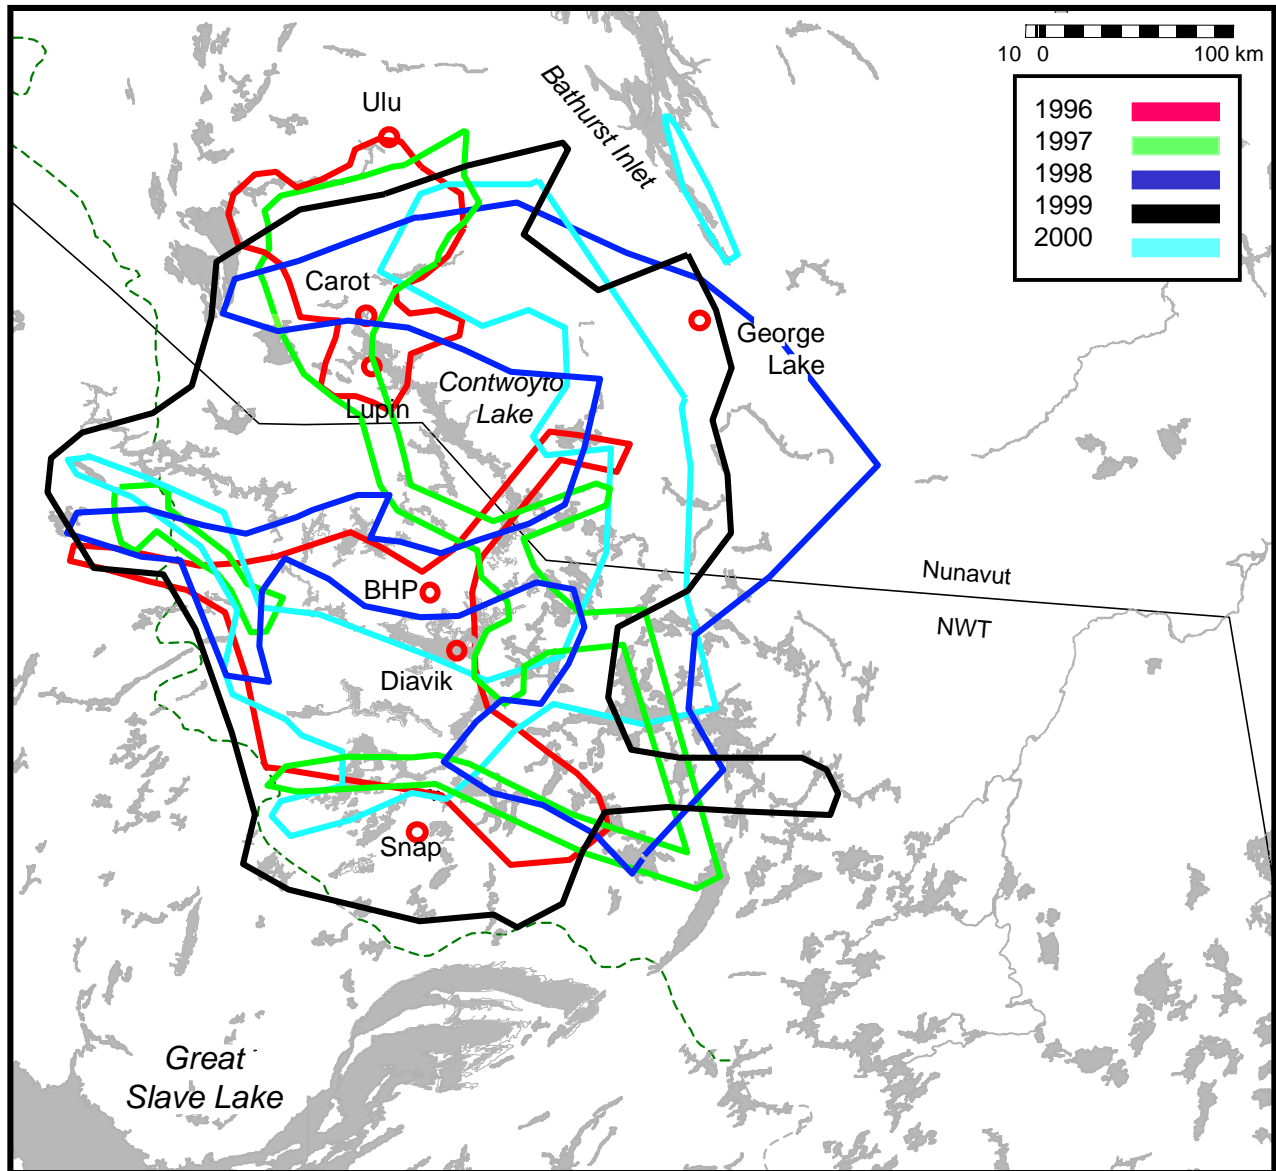 10 0 100 km
1996
1997
1998
1999
2000
Ulu
Bathurst Inlet
Carot
George
Lake
Contwoyto
Lake
Lupin
BHP
Nunavut
NWT
Diavik
Snap
Great
Slave Lake